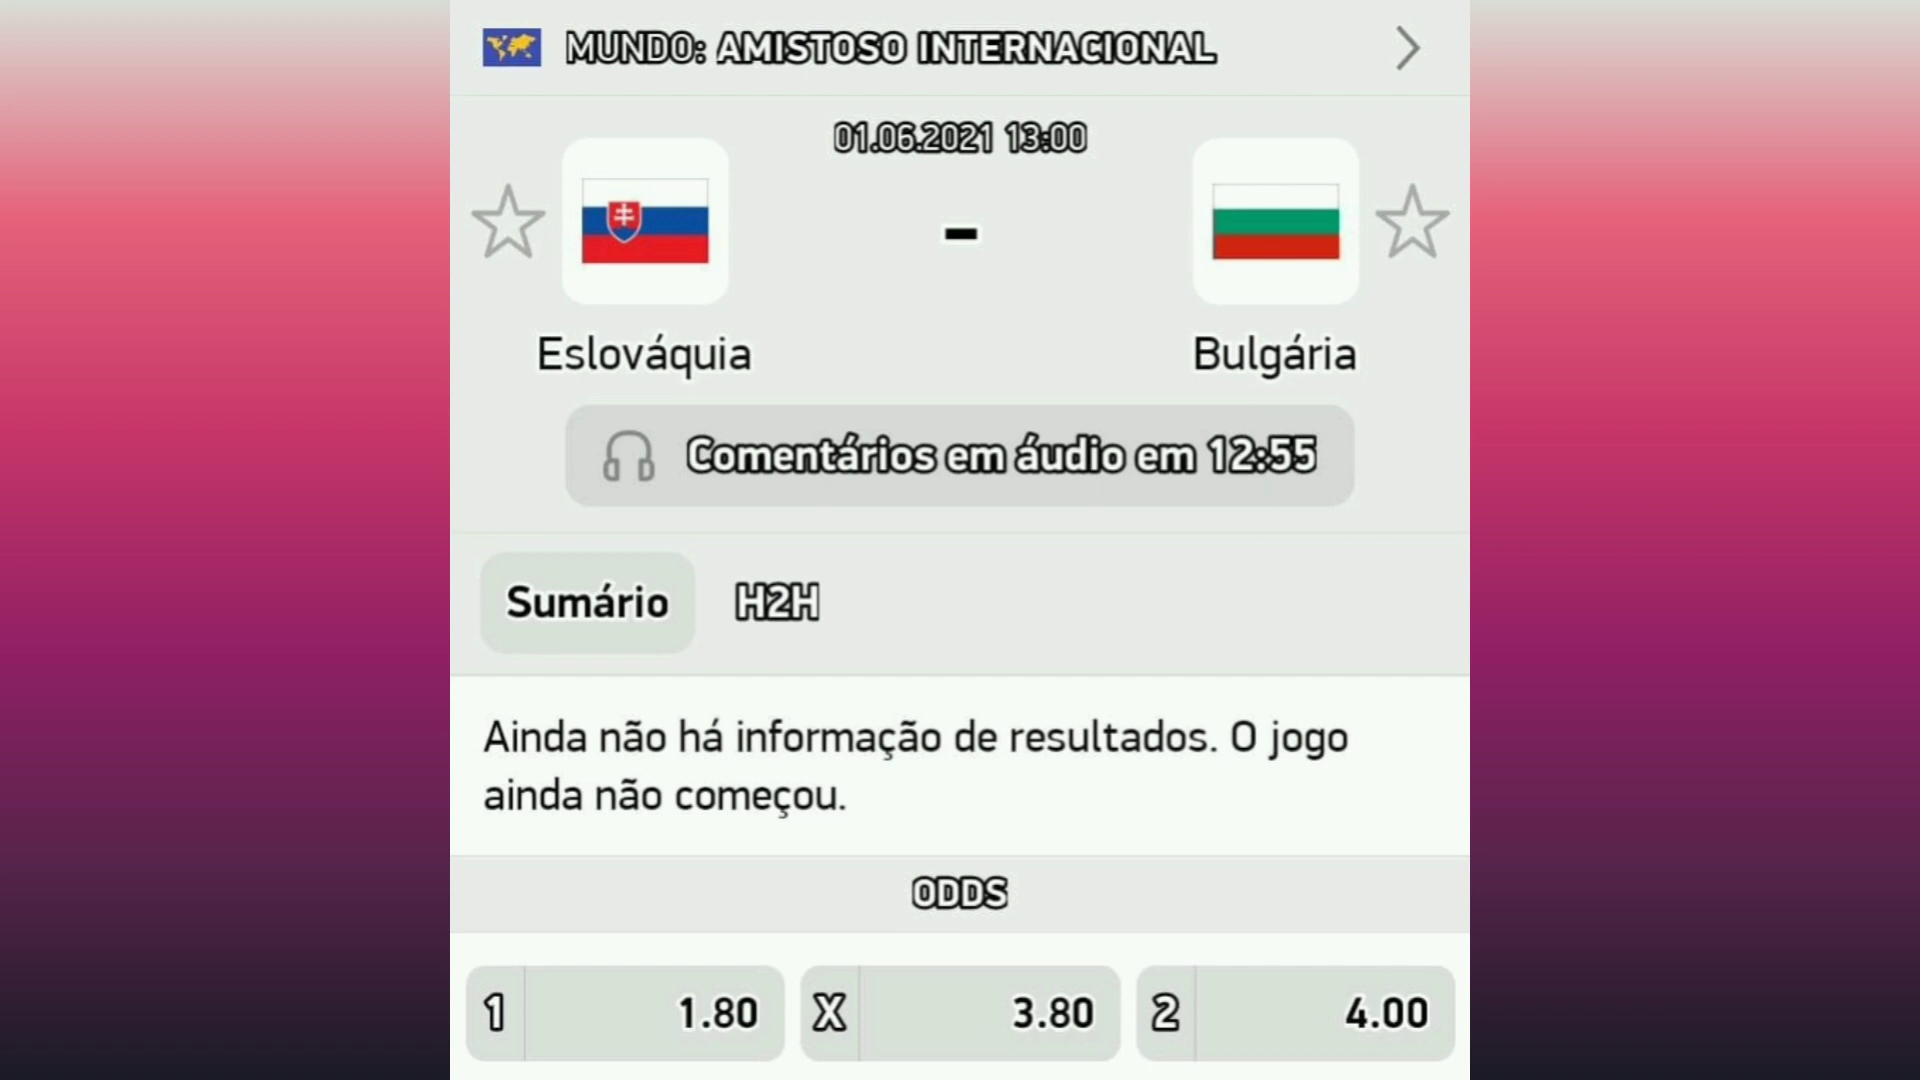 MUNDO: AMISTOSO INTERNACIONAL
01.06.2021 13:00
-
Eslováquia
Bulgária
Comentários em áudio em 12:55
Sumário
H2H
Ainda não há informação de resultados. O jogo
ainda não começou.
ODDS
1 1.80 X 3.80 2 4.00